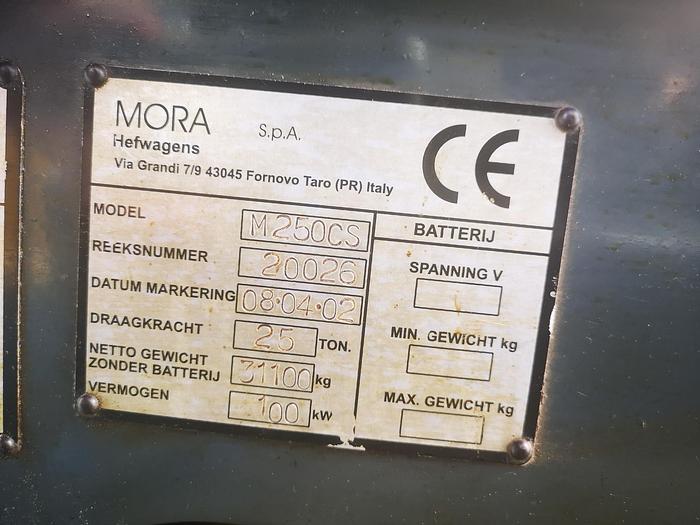 MORA S.p.A.
Hefwagens
Via Grandi 7/9 43045 Fornovo Taro (PR) Italy
CE
MODEL M250CS
REEKSNUMMER 20026
DATUM MARKERING 08·04·02
DRAAGKRACHT 25 TON.
NETTO GEWICHT
ZONDER BATTERIJ 31100 kg
VERMOGEN 100 kW
BATTERIJ
SPANNING V
MIN. GEWICHT kg
MAX. GEWICHT kg